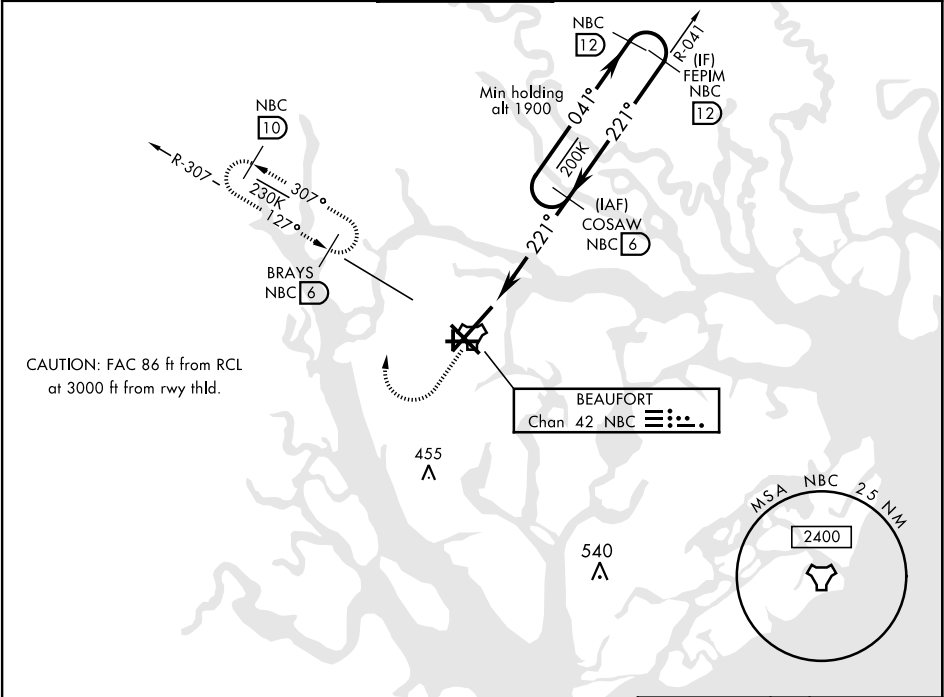 NBC
12
R-041
(IF)
FEPIM
NBC
12
Min holding
alt 1900
041°
221°
200K
NBC
10
R-307
307°
230K
127°
BRAYS
NBC 6
(IAF)
COSAW
NBC 6
221°
CAUTION: FAC 86 ft from RCL
at 3000 ft from rwy thld.
BEAUFORT
Chan 42 NBC
455
540
MSA NBC 25 NM
2400